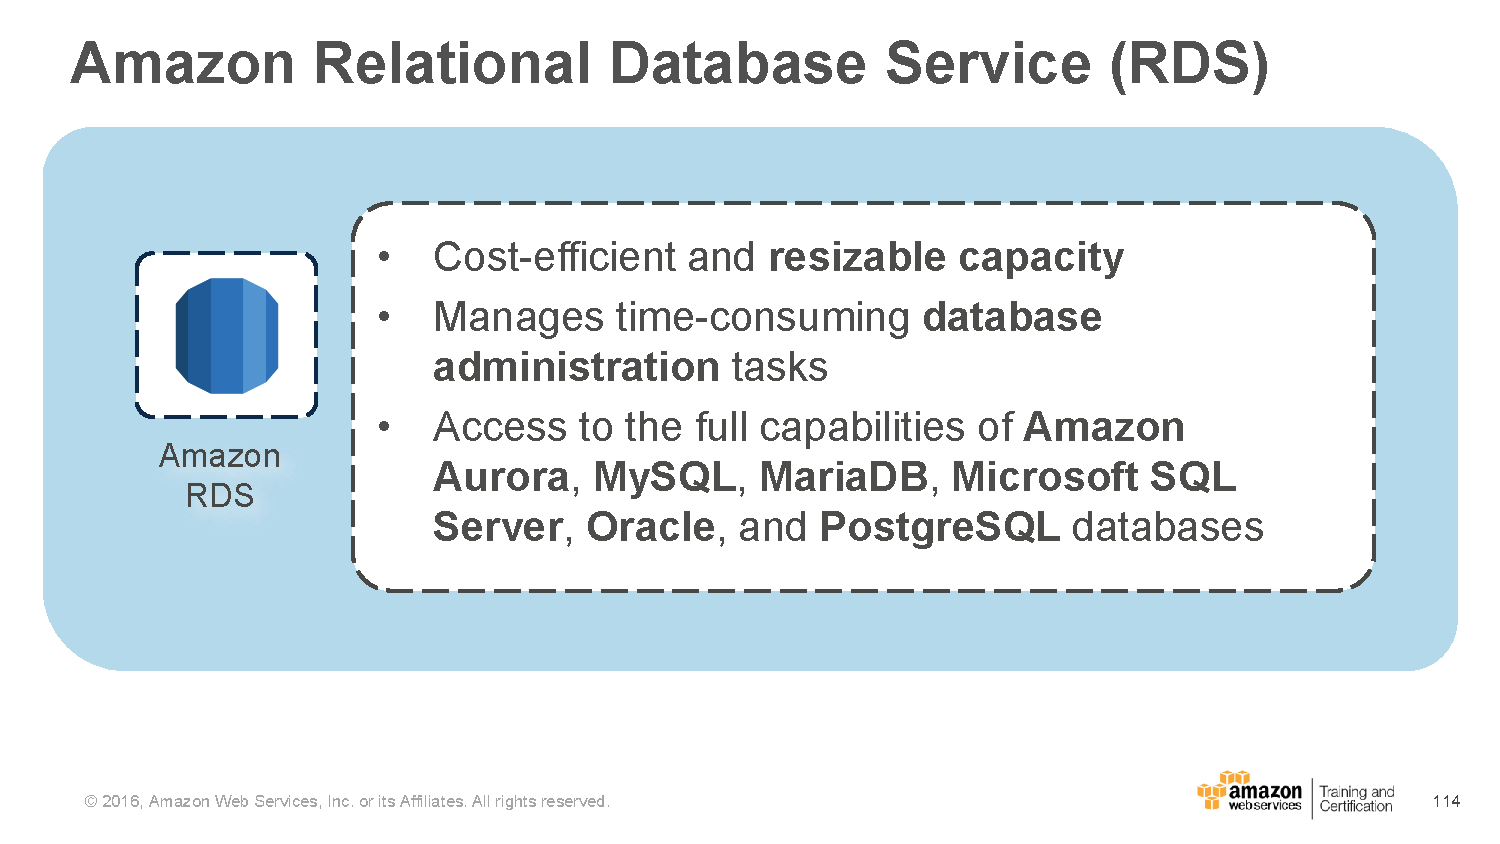 Amazon Relational Database Service (RDS)
• Cost-efficient and resizable capacity
• Manages time-consuming database
administration tasks
• Access to the full capabilities of Amazon
Aurora, MySQL, MariaDB, Microsoft SQL
Server, Oracle, and PostgreSQL databases
Amazon
RDS
© 2016, Amazon Web Services, Inc. or its Affiliates. All rights reserved.
amazon
webservices
Training and
Certification
114